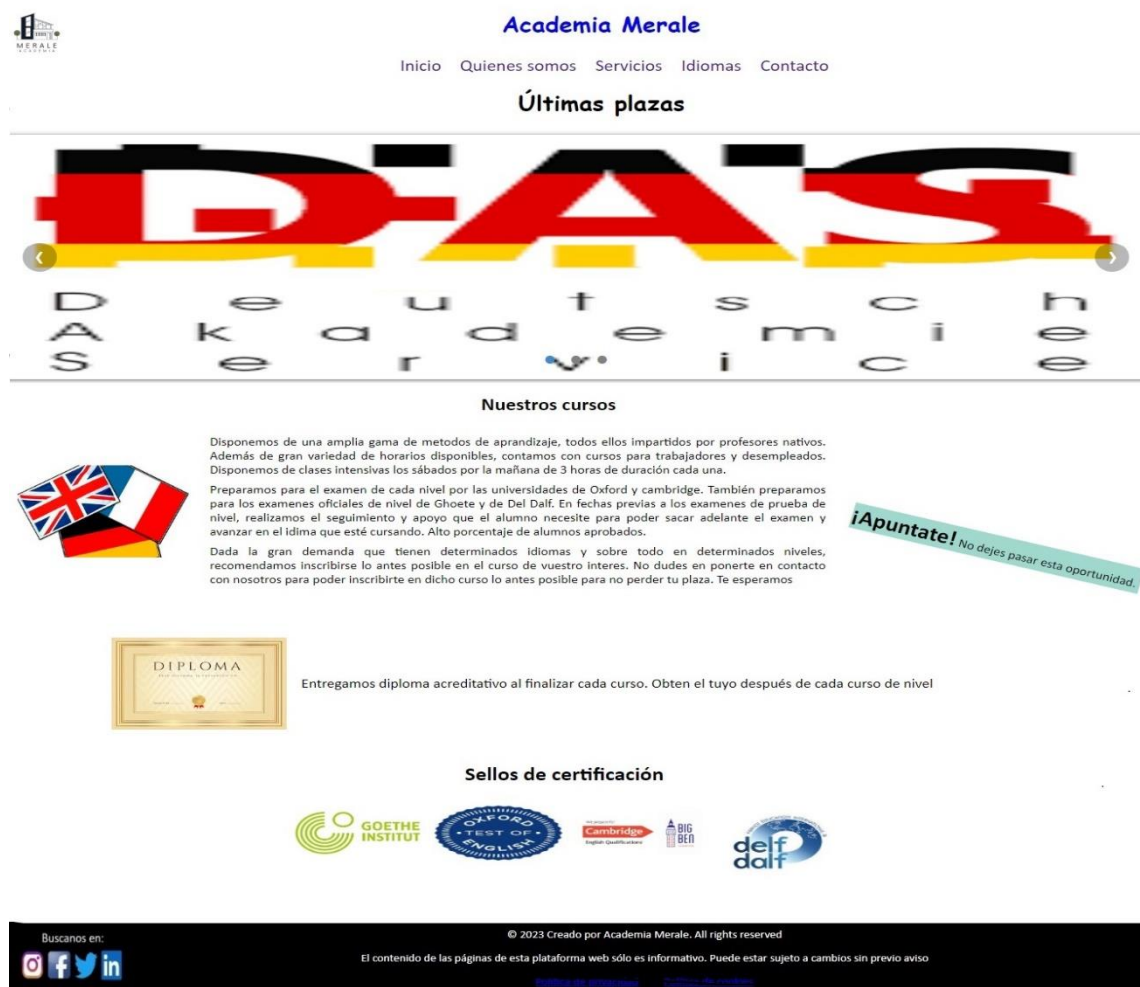 MERALE
ACADEMIA
Academia Merale
Inicio Quienes somos Servicios Idiomas Contacto
Últimas plazas
DAS
Deutsch
Akademie
Service
Nuestros cursos
Disponemos de una amplia gama de metodos de aprandizaje, todos ellos impartidos por profesores nativos.
Además de gran variedad de horarios disponibles, contamos con cursos para trabajadores y desempleados.
Disponemos de clases intensivas los sábados por la mañana de 3 horas de duración cada una.
Preparamos para el examen de cada nivel por las universidades de Oxford y cambridge. También preparamos
para los examenes oficiales de nivel de Ghoete y de Del Dalf. En fechas previas a los examenes de prueba de
nivel, realizamos el seguimiento y apoyo que el alumno necesite para poder sacar adelante el examen y
avanzar en el idima que esté cursando. Alto porcentaje de alumnos aprobados.
Dada la gran demanda que tienen determinados idiomas y sobre todo en determinados niveles,
recomendamos inscribirse lo antes posible en el curso de vuestro interes. No dudes en ponerte en contacto
con nosotros para poder inscribirte en dicho curso lo antes posible para no perder tu plaza. Te esperamos
¡Apuntate! No dejes pasar esta oportunidad.
DIPLOMA
Entregamos diploma acreditativo al finalizar cada curso. Obten el tuyo después de cada curso de nivel
Sellos de certificación
GOETHE
INSTITUT
OXFORD
TEST OF
ENGLISH
Cambridge
English Qualifications
BIG
BEN
delf
dalf
Buscanos en:
© 2023 Creado por Academia Merale. All rights reserved
El contenido de las páginas de esta plataforma web sólo es informativo. Puede estar sujeto a cambios sin previo aviso
Política de privacidad Política de cookies